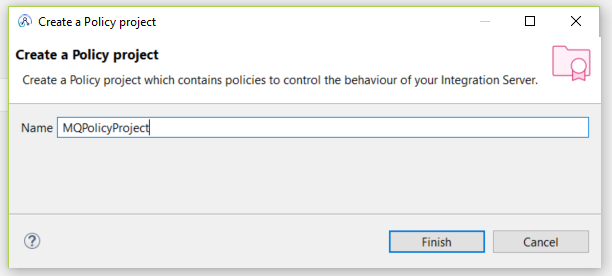 Create a Policy project
Create a Policy project
Create a Policy project which contains policies to control the behaviour of your Integration Server.
Name MQPolicyProject
? Finish Cancel